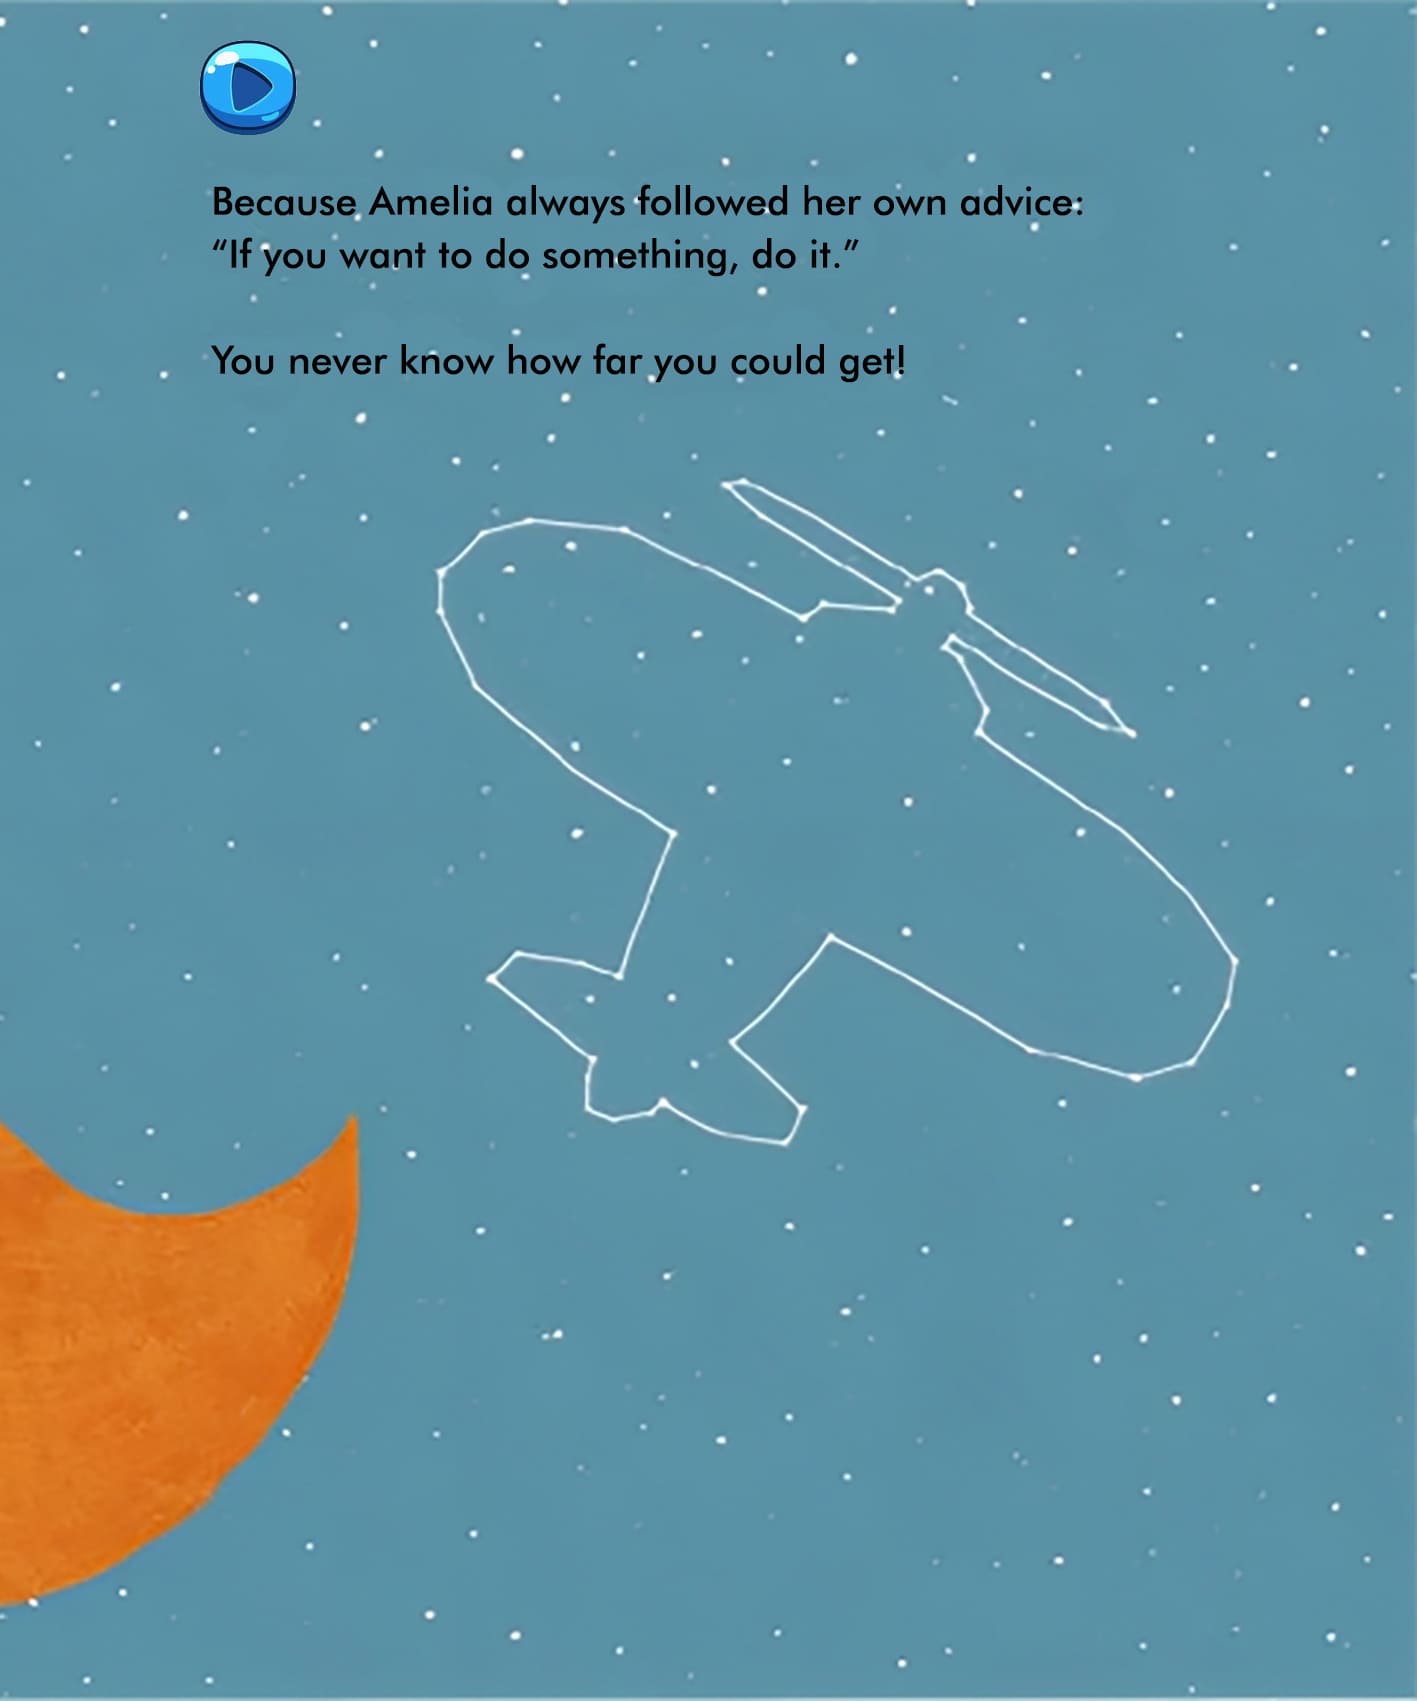 Because Amelia always followed her own advice:
“If you want to do something, do it.”
You never know how far you could get!